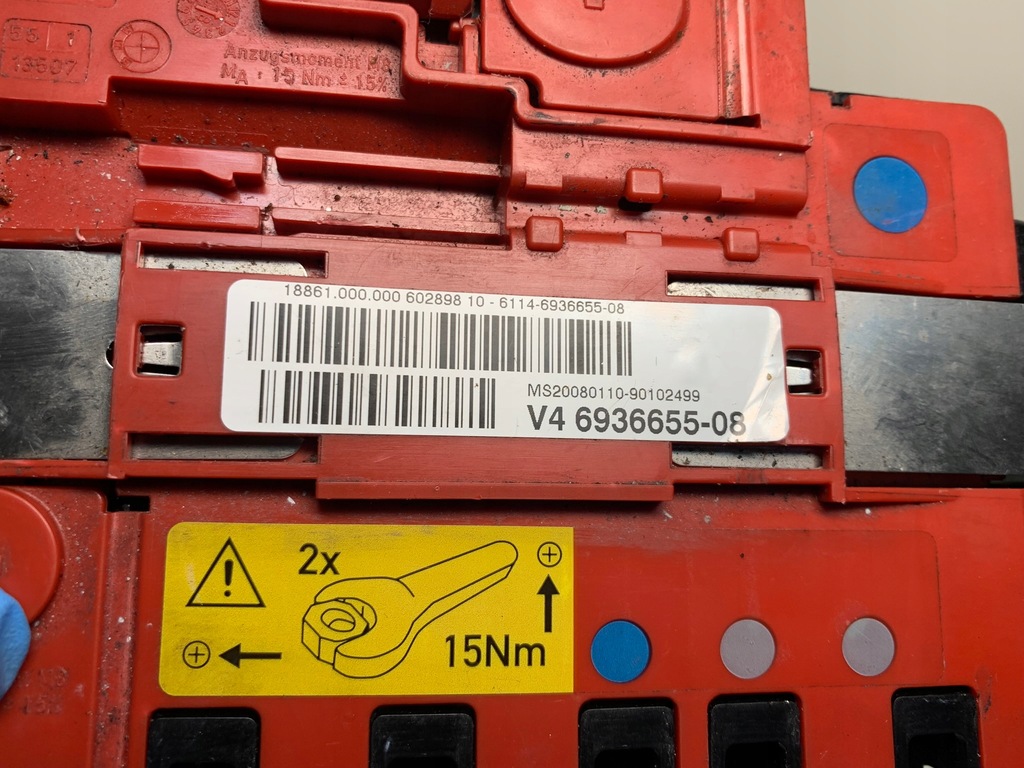 Anzugsmoment
MA : 15 Nm ± 15%
18861.000.000 602898 10 - 6114-6936655-08
MS20080110-90102499
V4 6936655-08
2x
15Nm